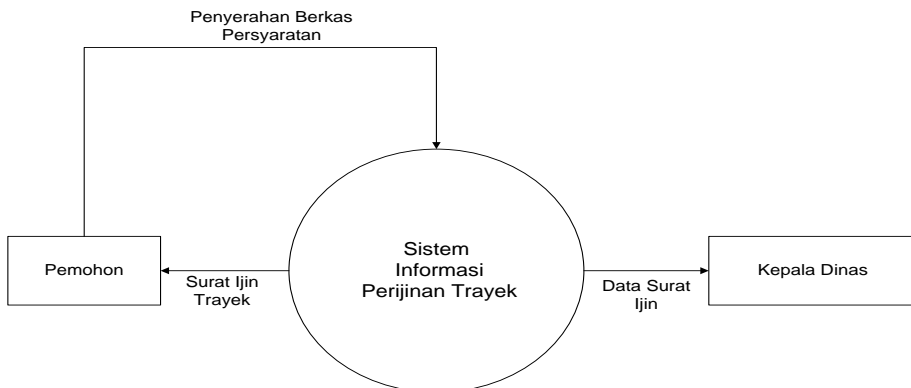 Penyerahan Berkas
Persyaratan
Pemohon
Surat Ijin
Trayek
Sistem
Informasi
Perijinan Trayek
Data Surat
Ijin
Kepala Dinas